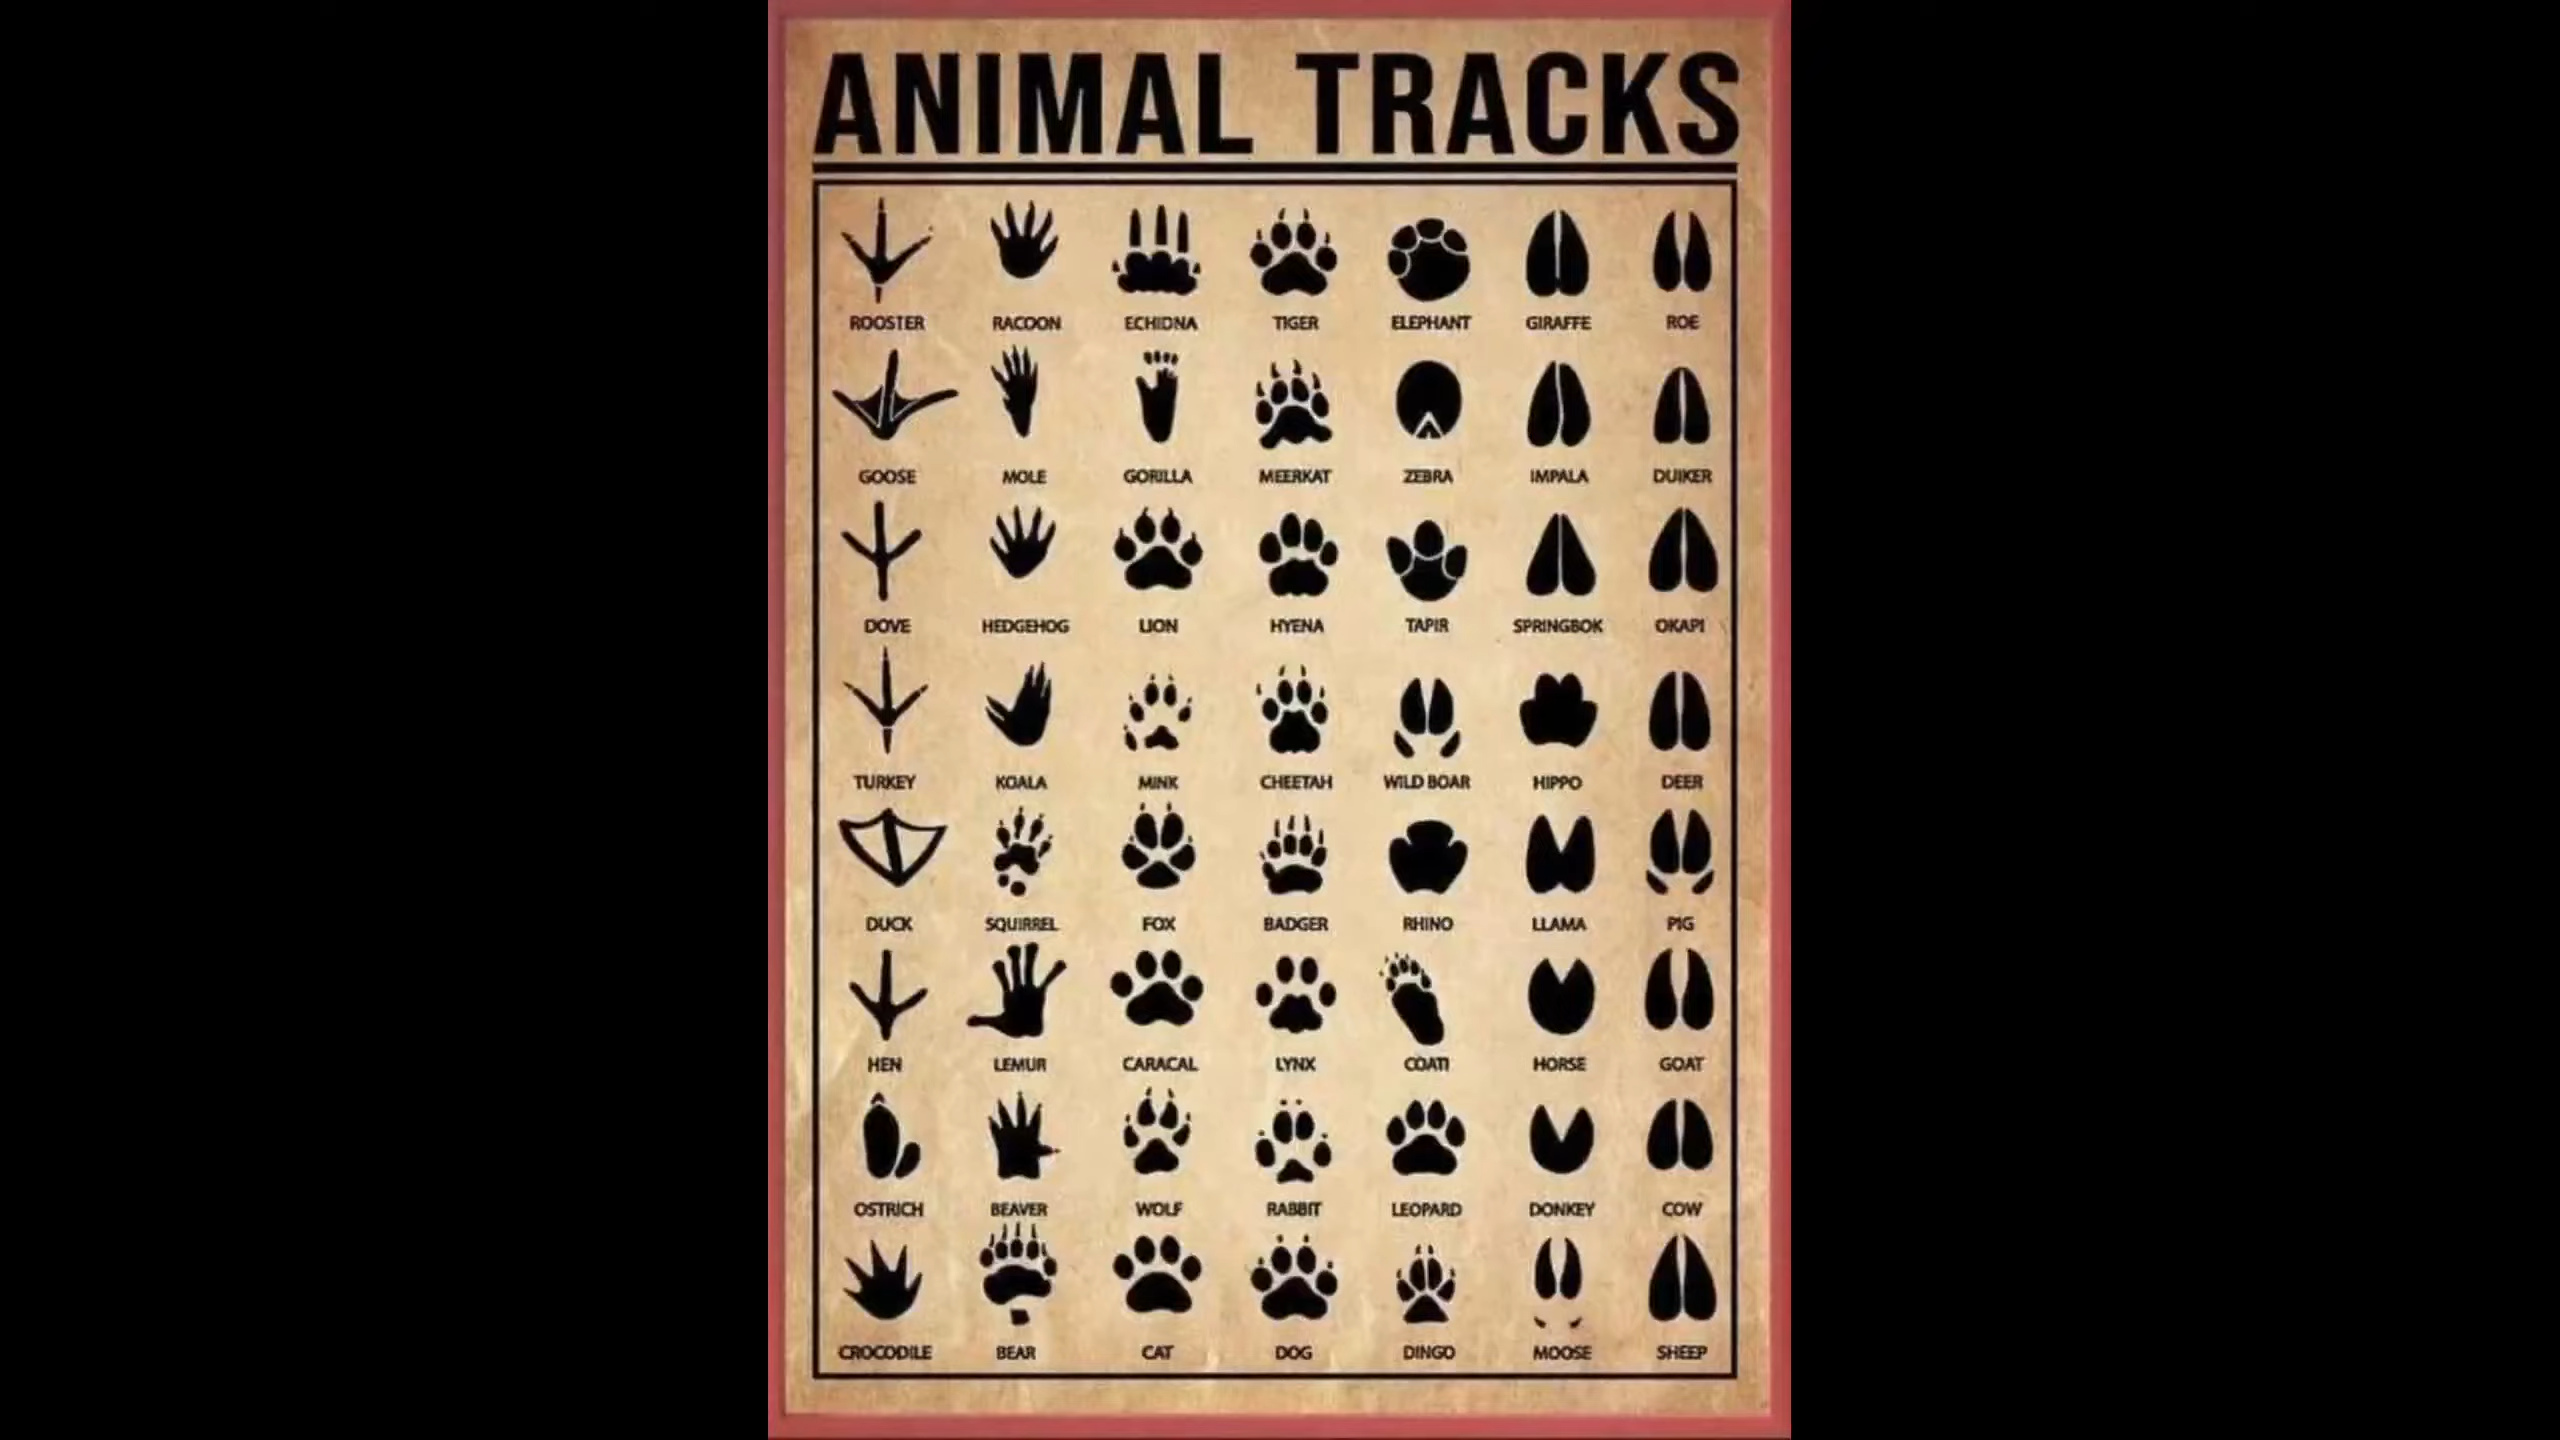 ANIMAL TRACKS
ROOSTER RACOON ECHIDNA TIGER ELEPHANT GIRAFFE ROE
GOOSE MOLE GORILLA MEERKAT ZEBRA IMPALA DUIKER
DOVE HEDGEHOG LION HYENA TAPIR SPRINGBOK OKAPI
TURKEY KOALA MINK CHEETAH WILD BOAR HIPPO DEER
DUCK SQUIRREL FOX BADGER RHINO LLAMA PIG
HEN LEMUR CARACAL LYNX COATI HORSE GOAT
OSTRICH BEAVER WOLF RABBIT LEOPARD DONKEY COW
CROCODILE BEAR CAT DOG DINGO MOOSE SHEEP